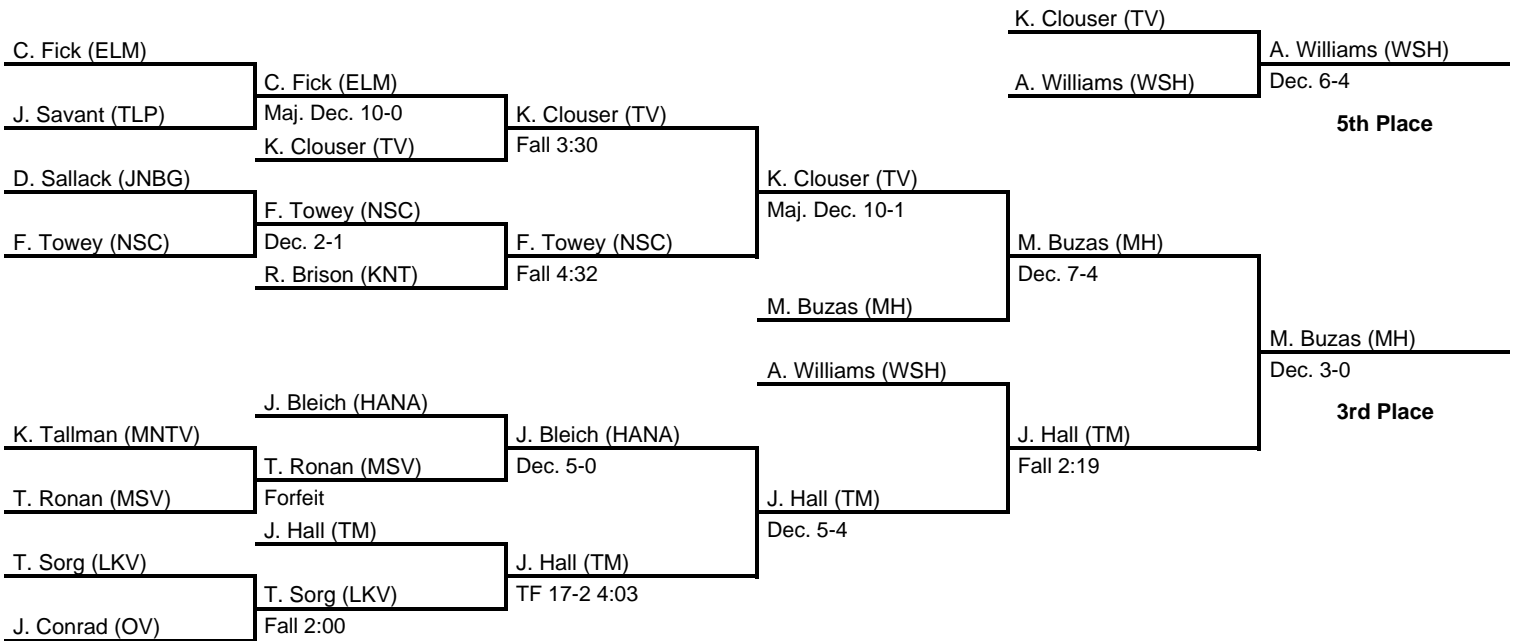 C. Fick (ELM)
J. Savant (TLP)
D. Sallack (JNBG)
F. Towey (NSC)
K. Tallman (MNTV)
T. Ronan (MSV)
T. Sorg (LKV)
J. Conrad (OV)
C. Fick (ELM)
Maj. Dec. 10-0
K. Clouser (TV)
F. Towey (NSC)
Dec. 2-1
R. Brison (KNT)
J. Bleich (HANA)
T. Ronan (MSV)
Forfeit
J. Hall (TM)
T. Sorg (LKV)
Fall 2:00
K. Clouser (TV)
Fall 3:30
F. Towey (NSC)
Fall 4:32
J. Bleich (HANA)
Dec. 5-0
J. Hall (TM)
TF 17-2 4:03
K. Clouser (TV)
Maj. Dec. 10-1
M. Buzas (MH)
A. Williams (WSH)
J. Hall (TM)
Dec. 5-4
M. Buzas (MH)
Dec. 7-4
J. Hall (TM)
Fall 2:19
M. Buzas (MH)
Dec. 3-0
3rd Place
K. Clouser (TV)
A. Williams (WSH)
A. Williams (WSH)
Dec. 6-4
5th Place